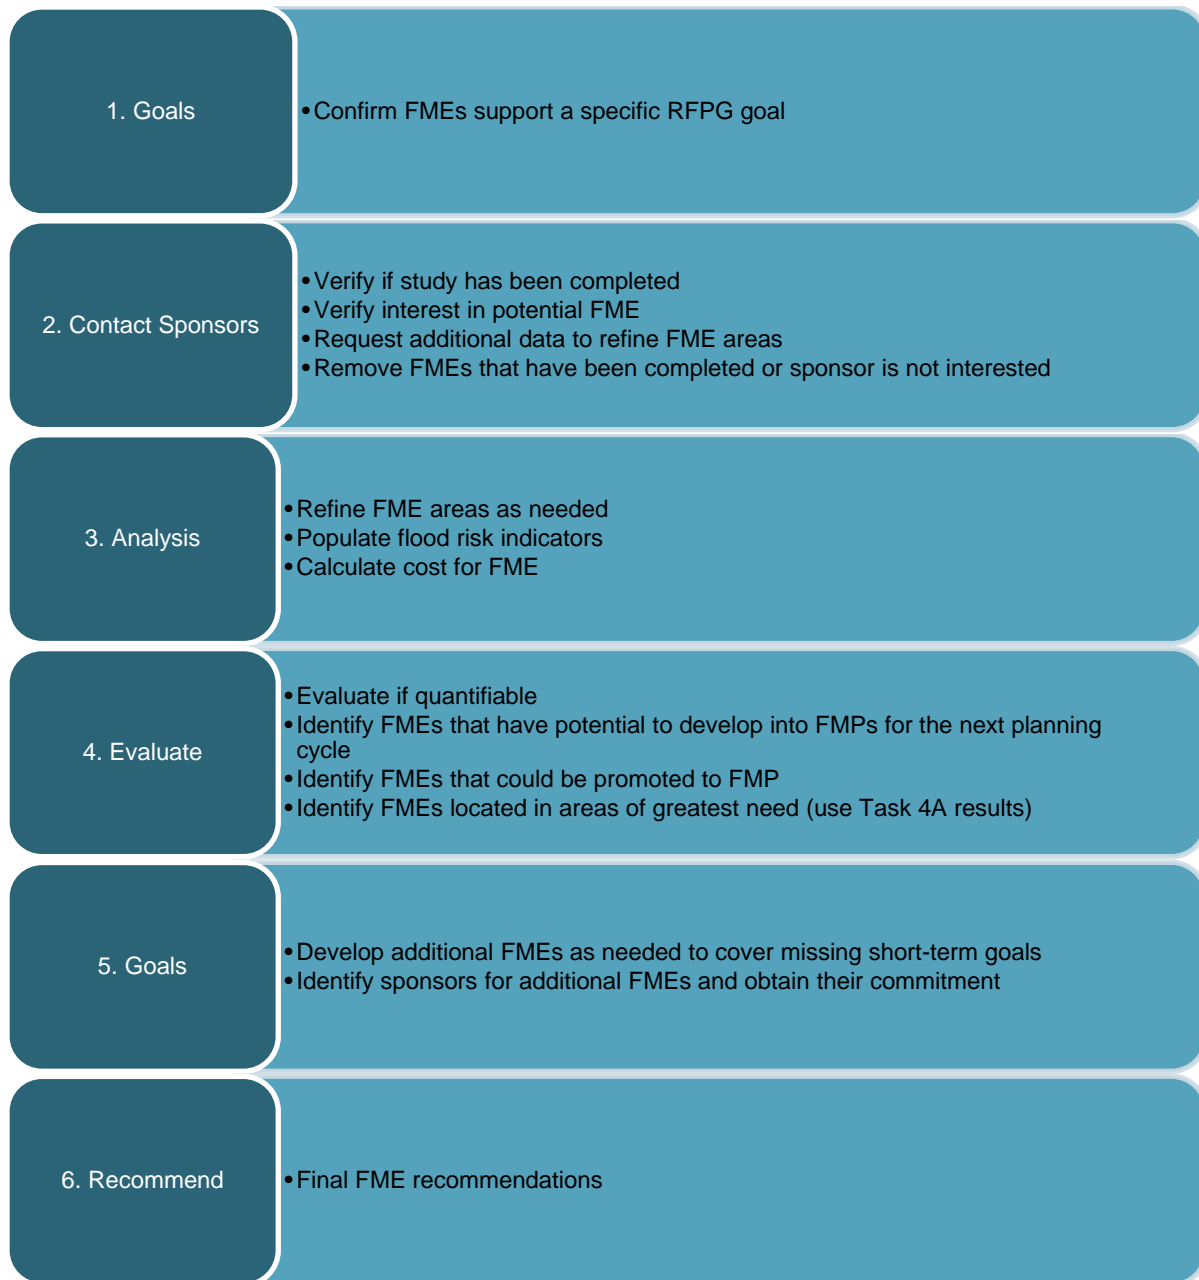 1. Goals
•Confirm FMEs support a specific RFPG goal
2. Contact Sponsors
•Verify if study has been completed
•Verify interest in potential FME
•Request additional data to refine FME areas
•Remove FMEs that have been completed or sponsor is not interested
3. Analysis
•Refine FME areas as needed
•Populate flood risk indicators
•Calculate cost for FME
4. Evaluate
•Evaluate if quantifiable
•Identify FMEs that have potential to develop into FMPs for the next planning
cycle
•Identify FMEs that could be promoted to FMP
•Identify FMEs located in areas of greatest need (use Task 4A results)
5. Goals
•Develop additional FMEs as needed to cover missing short-term goals
•Identify sponsors for additional FMEs and obtain their commitment
6. Recommend
•Final FME recommendations